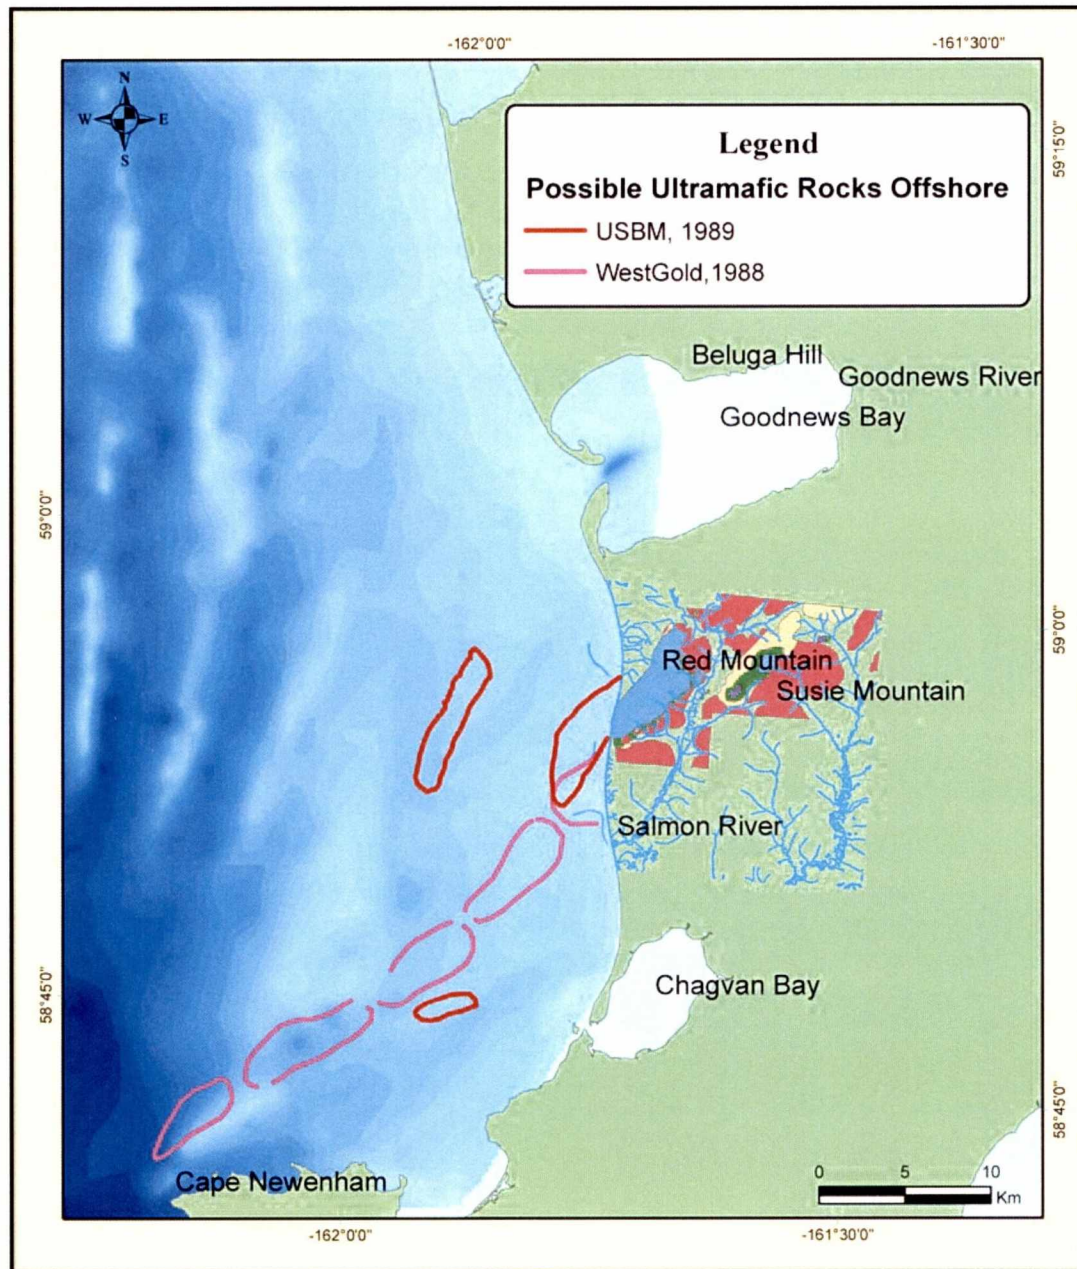 -162°0'0"
-161°30'0"
N
W
E
S
Legend
Possible Ultramafic Rocks Offshore
USBM, 1989
WestGold,1988
59°15'0"
Beluga Hill
Goodnews River
Goodnews Bay
59°0'0"
59°0'0"
Red Mountain
Susie Mountain
Salmon River
58°45'0"
Chagvan Bay
58°45'0"
Cape Newenham
0 5 10
Km
-162°0'0"
-161°30'0"